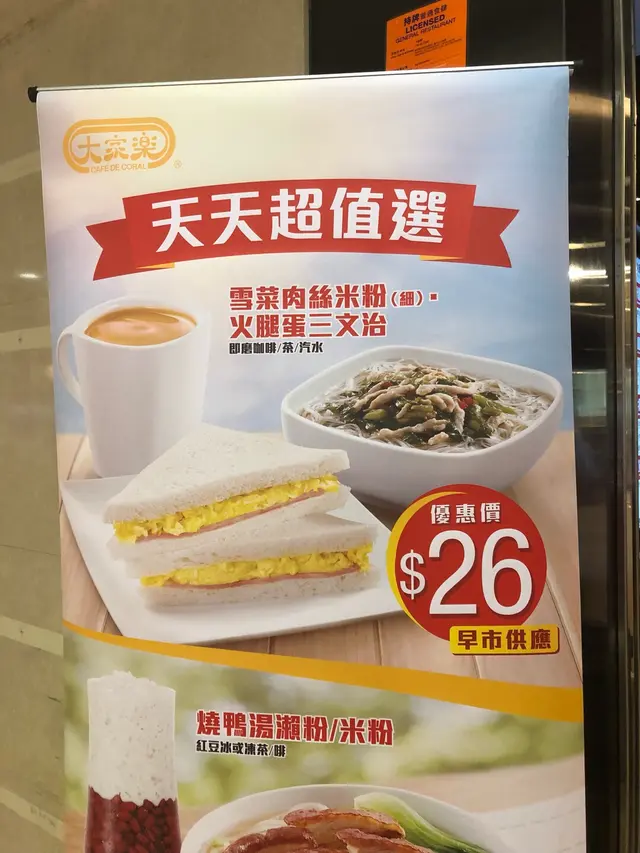 持牌普通食肆
LICENSED
GENERAL RESTAURANT
大家樂
CAFÉ DE CORAL
®
天天超值選
雪菜肉絲米粉(細)▪
火腿蛋三文治
即磨咖啡/茶/汽水
優惠價
$26
早市供應
燒鴨湯瀨粉/米粉
紅豆冰或凍茶/啡